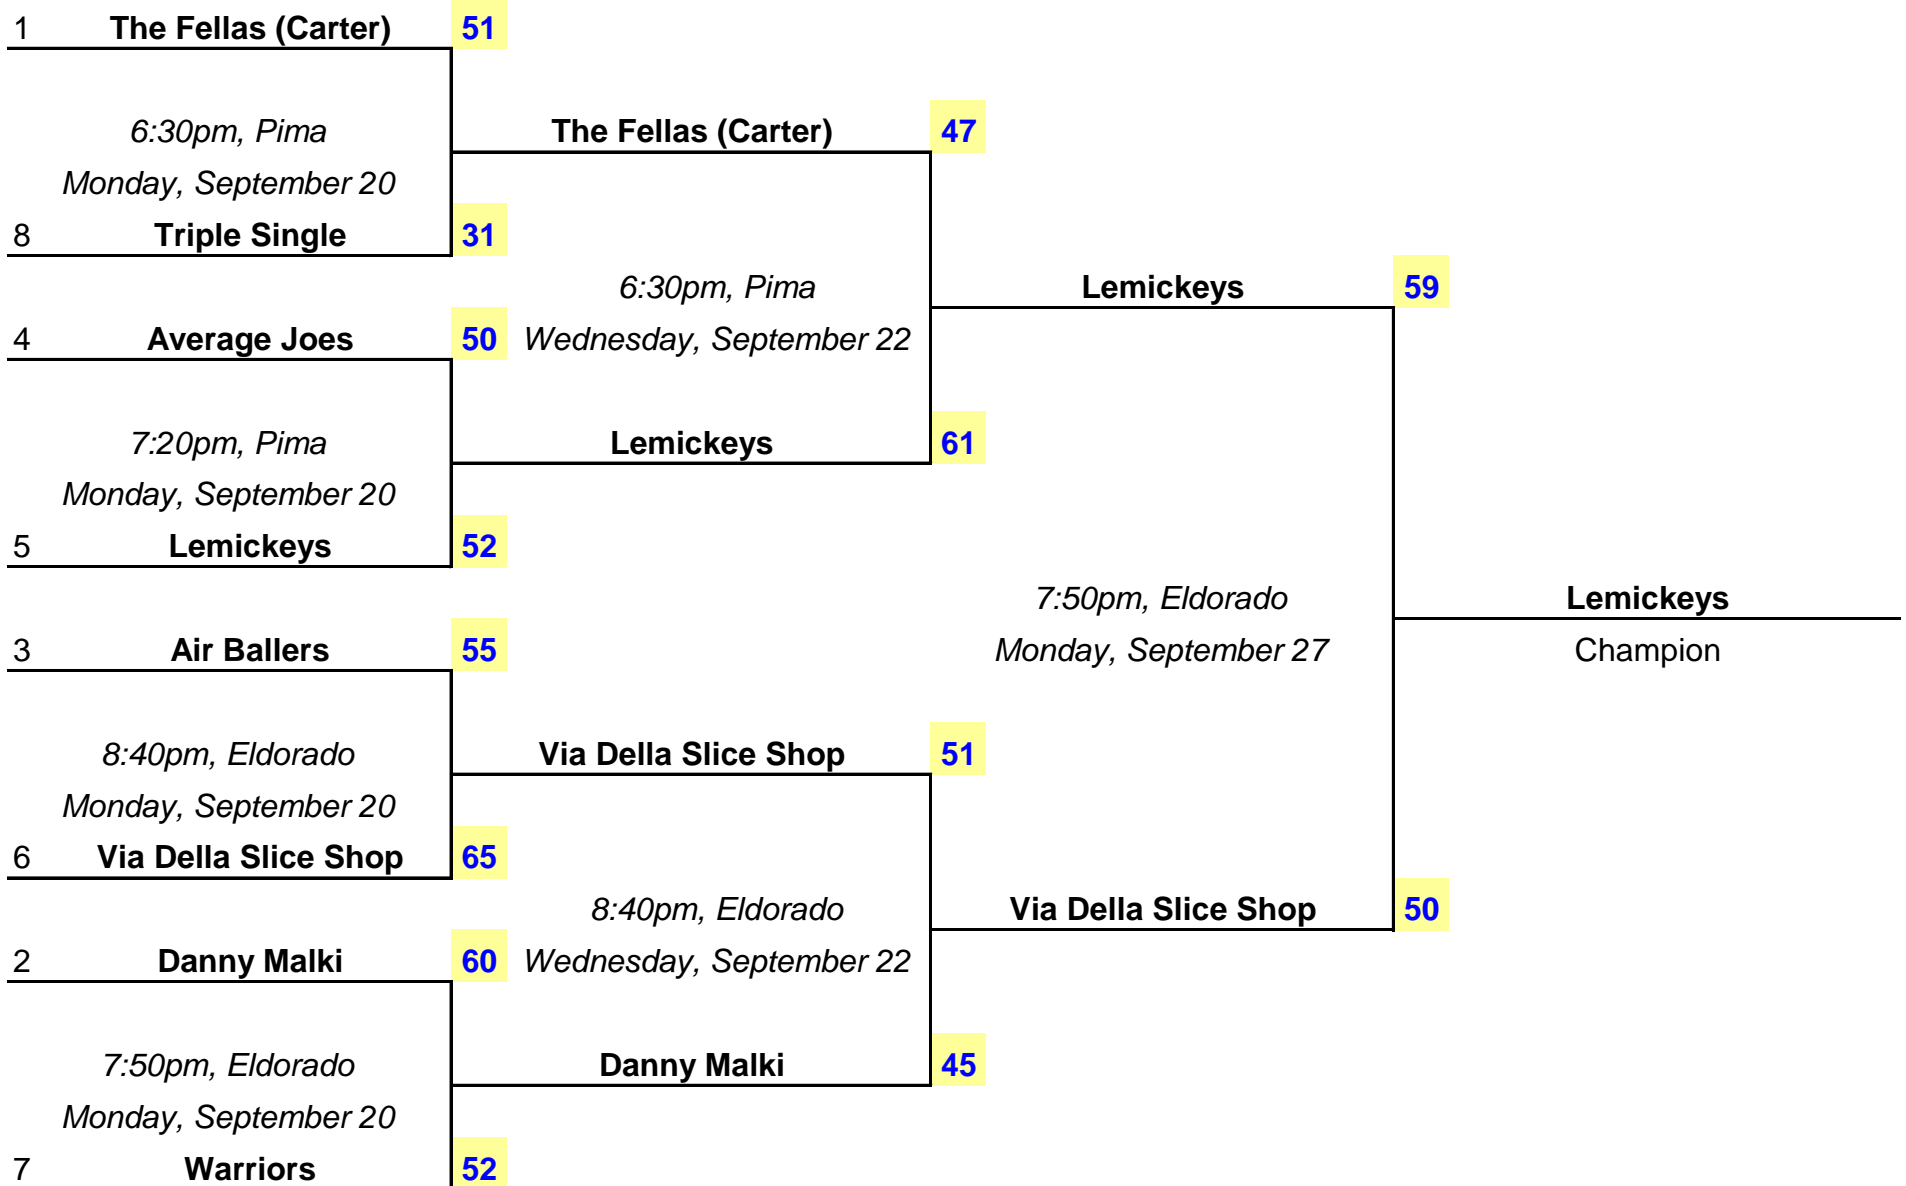 1 The Fellas (Carter) 51
6:30pm, Pima The Fellas (Carter) 47
Monday, September 20
8 Triple Single 31
6:30pm, Pima Lemickeys 59
4 Average Joes 50 Wednesday, September 22
7:20pm, Pima Lemickeys 61
Monday, September 20
5 Lemickeys 52
7:50pm, Eldorado Lemickeys
3 Air Ballers 55 Monday, September 27 Champion
8:40pm, Eldorado Via Della Slice Shop 51
Monday, September 20
6 Via Della Slice Shop 65
8:40pm, Eldorado Via Della Slice Shop 50
2 Danny Malki 60 Wednesday, September 22
7:50pm, Eldorado Danny Malki 45
Monday, September 20
7 Warriors 52